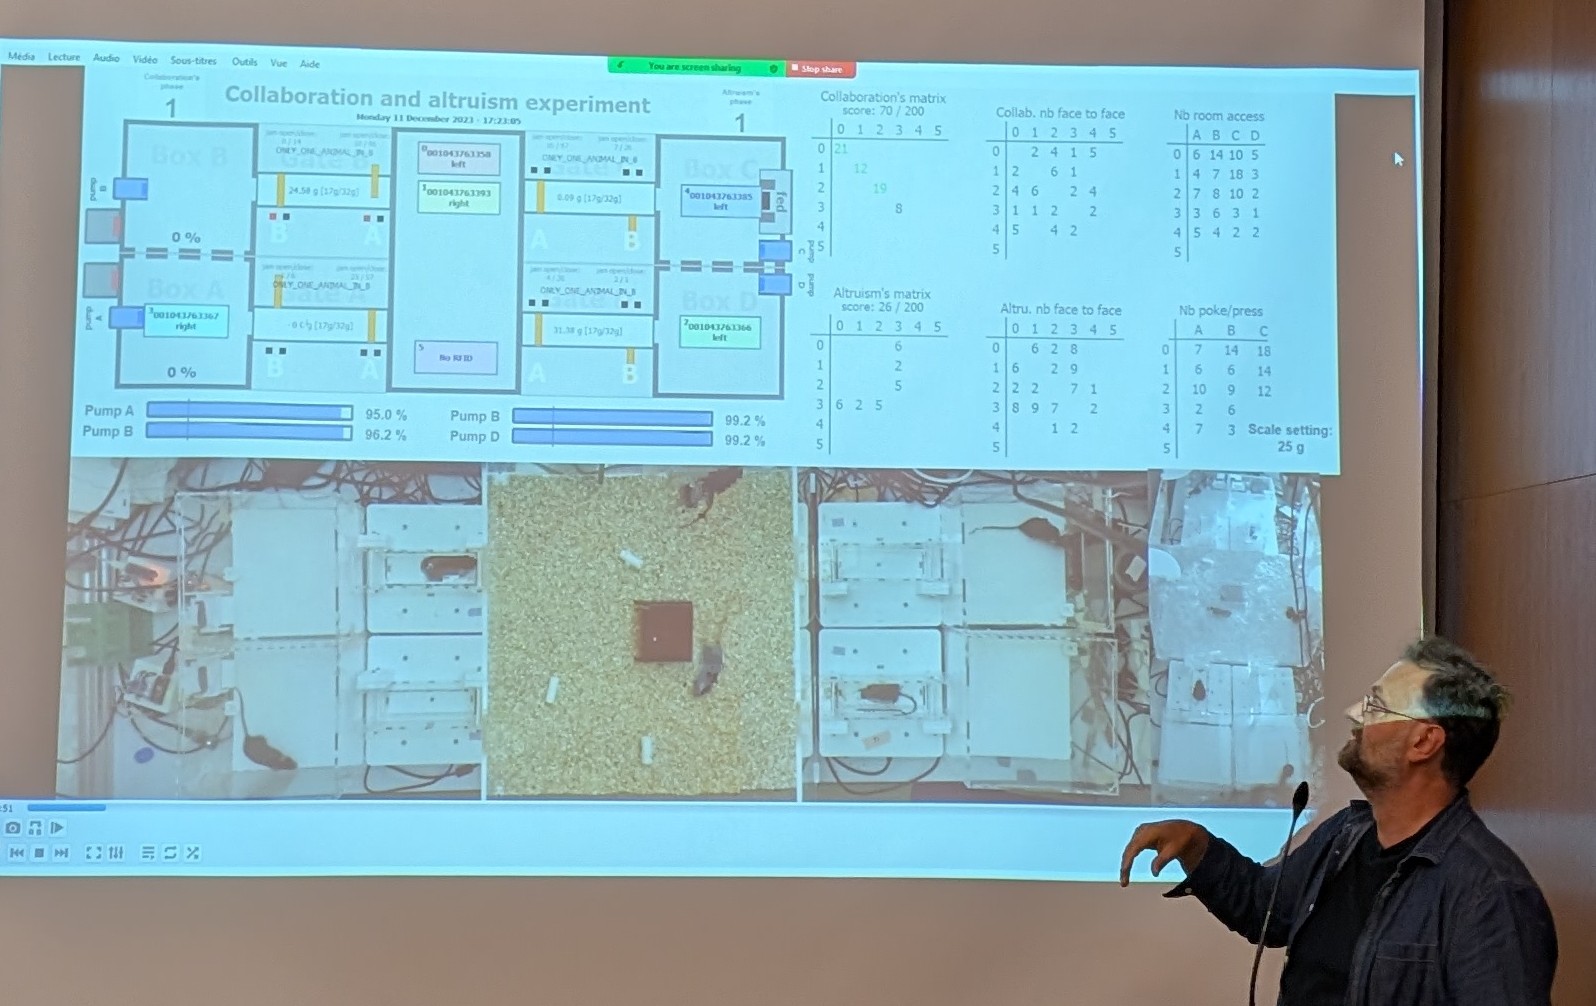 Média Lecture Audio Vidéo Sous-titres Outils Vue Aide
You are screen sharing
Stop share
Collaboration's
phase
1
Collaboration and altruism experiment
Monday 11 December 2023 - 17:23:05
Altruism's
phase
1
Box B
0 %
ONLY_ONE_ANIMAL_IN_B
24.58 g [17g/32g]
B A
001043763358
left
001043763393
right
ONLY_ONE_ANIMAL_IN_B
0.09 g [17g/32g]
A B
Box C
001043763385
left
fed
Box A
001043763367
right
0 %
ONLY_ONE_ANIMAL_IN_B
[17g/32g]
B A
5
No RFID
ONLY_ONE_ANIMAL_IN_B
31.38 g [17g/32g]
A B
Box D
001043763366
left
pump
Pump A 95.0 %
Pump B 96.2 %
Pump B 99.2 %
Pump D 99.2 %
Collaboration's matrix
score: 70 / 200
0 1 2 3 4 5
0 21
1 12
2 19
3 8
4
5
Collab. nb face to face
0 1 2 3 4 5
0 2 4 1 5
1 2 6 1
2 4 6 2 4
3 1 1 2 2
4 5 4 2
5
Nb room access
A B C D
0 6 14 10 5
1 4 7 18 3
2 7 8 10 2
3 3 6 3 1
4 5 4 2 2
5
Altruism's matrix
score: 26 / 200
0 1 2 3 4 5
0 6
1 2
2 5
3 6 2 5
4
5
Altru. nb face to face
0 1 2 3 4 5
0 6 2 8
1 6 2 9
2 2 2 7 1
3 8 9 7 2
4 1 2
5
Nb poke/press
A B C
0 7 14 18
1 6 6 14
2 10 9 12
3 2 6
4 7 3
5
Scale setting:
25 g
:51